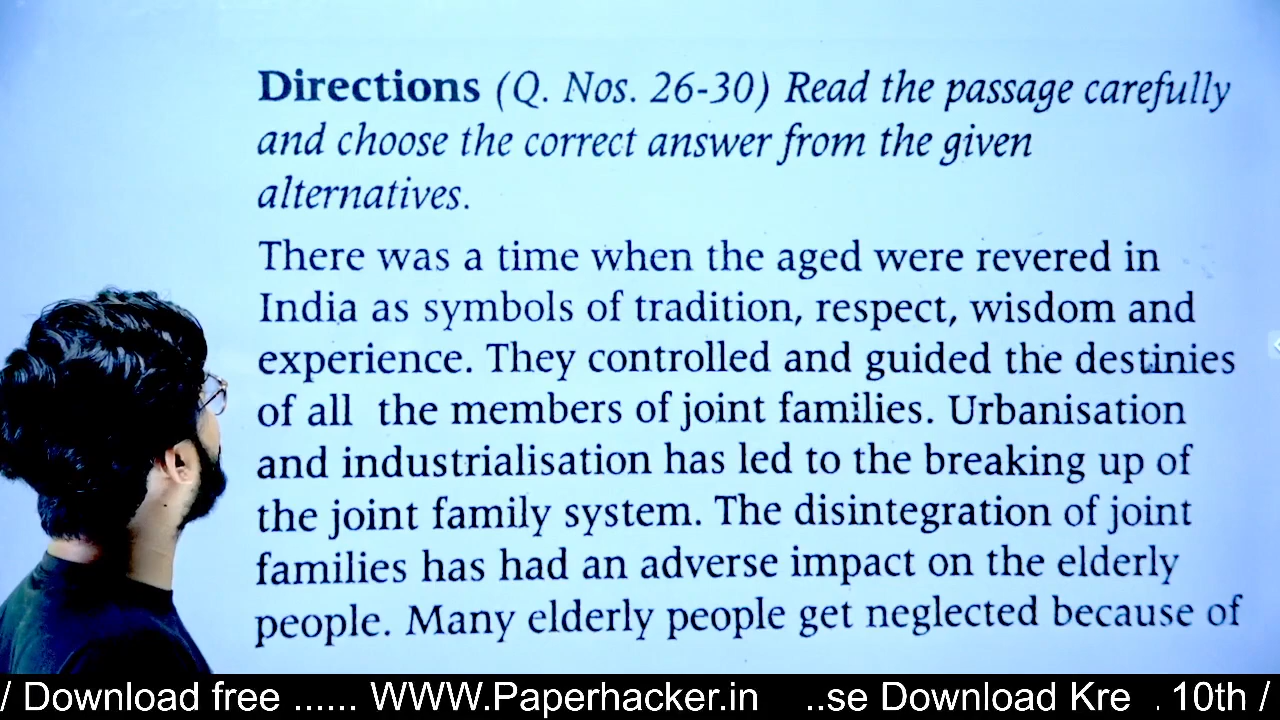 Directions (Q. Nos. 26-30) Read the passage carefully
and choose the correct answer from the given
alternatives.
There was a time when the aged were revered in
India as symbols of tradition, respect, wisdom and
experience. They controlled and guided the destinies
of all the members of joint families. Urbanisation
and industrialisation has led to the breaking up of
the joint family system. The disintegration of joint
families has had an adverse impact on the elderly
people. Many elderly people get neglected because of
/ Download free ...... WWW.Paperhacker.in ..se Download Kre . 10th /